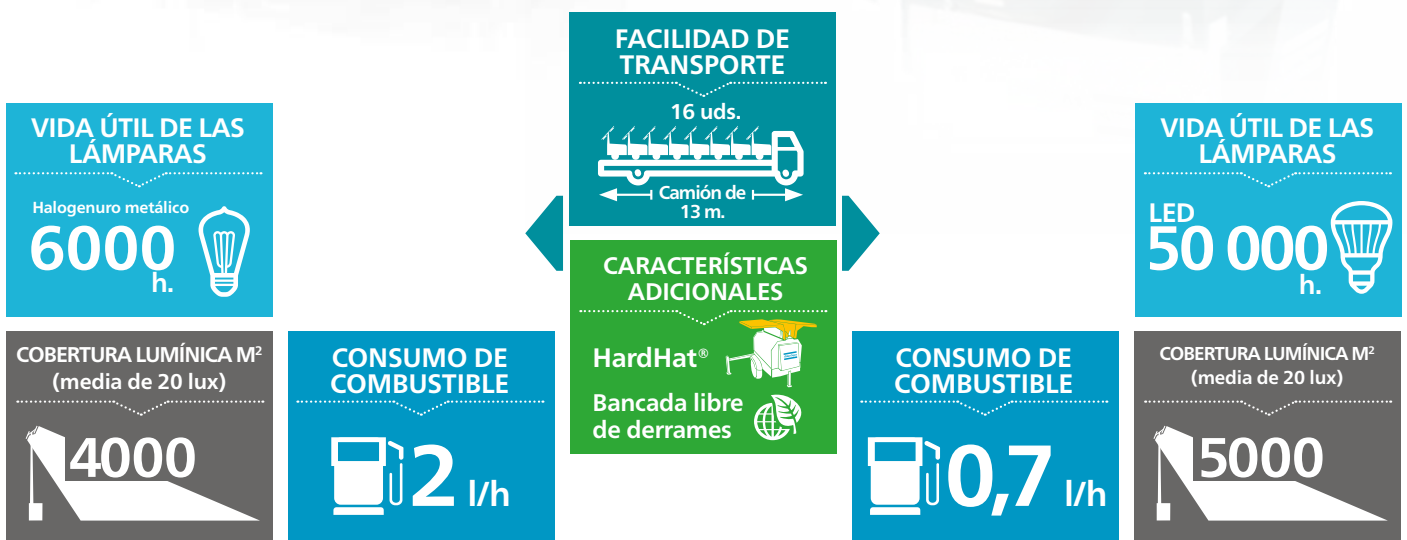 FACILIDAD DE
TRANSPORTE
16 uds.
Camión de
13 m.
VIDA ÚTIL DE LAS
LÁMPARAS
Halogenuro metálico
6000
h.
VIDA ÚTIL DE LAS
LÁMPARAS
LED
50 000
h.
CARACTERÍSTICAS
ADICIONALES
HardHat®
Bancada libre
de derrames
COBERTURA LUMÍNICA M²
(media de 20 lux)
4000
CONSUMO DE
COMBUSTIBLE
2 l/h
CONSUMO DE
COMBUSTIBLE
0,7 l/h
COBERTURA LUMÍNICA M²
(media de 20 lux)
5000